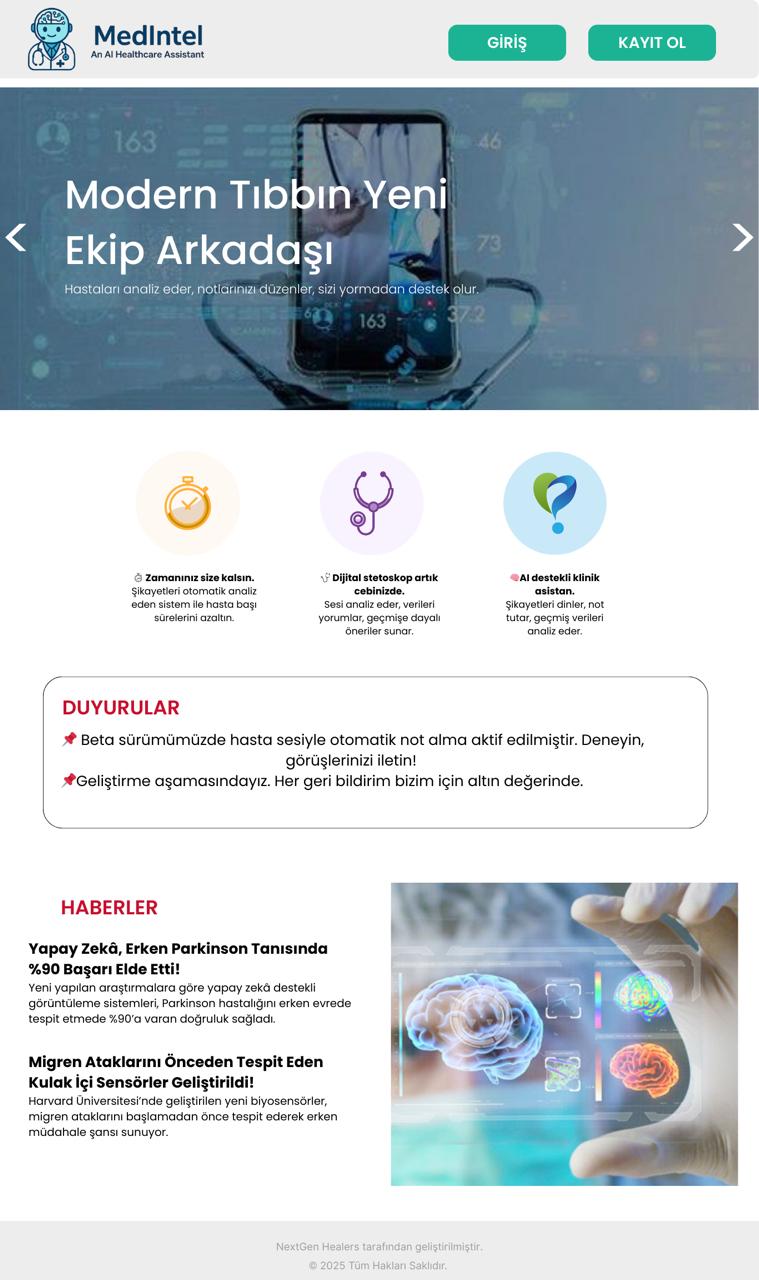 MedIntel
An AI Healthcare Assistant
GİRİŞ
KAYIT OL
163
46
Modern Tıbbın Yeni
Ekip Arkadaşı
73
Hastaları analiz eder, notlarınızı düzenler, sizi yormadan destek olur.
163
37.2
Zamanınız size kalsın.
Şikayetleri otomatik analiz
eden sistem ile hasta başı
sürelerini azaltın.
Dijital stetoskop artık
cebinizde.
Sesi analiz eder, verileri
yorumlar, geçmişe dayalı
öneriler sunar.
AI destekli klinik
asistan.
Şikayetleri dinler, not
tutar, geçmiş verileri
analiz eder.
DUYURULAR
📌 Beta sürümümüzde hasta sesiyle otomatik not alma aktif edilmiştir. Deneyin,
görüşlerinizi iletin!
📌Geliştirme aşamasındayız. Her geri bildirim bizim için altın değerinde.
HABERLER
Yapay Zekâ, Erken Parkinson Tanısında
%90 Başarı Elde Etti!
Yeni yapılan araştırmalara göre yapay zekâ destekli
görüntüleme sistemleri, Parkinson hastalığını erken evrede
tespit etmede %90’a varan doğruluk sağladı.
Migren Ataklarını Önceden Tespit Eden
Kulak İçi Sensörler Geliştirildi!
Harvard Üniversitesi’nde geliştirilen yeni biyosensörler,
migren ataklarını başlamadan önce tespit ederek erken
müdahale şansı sunuyor.
NextGen Healers tarafından geliştirilmiştir.
© 2025 Tüm Hakları Saklıdır.